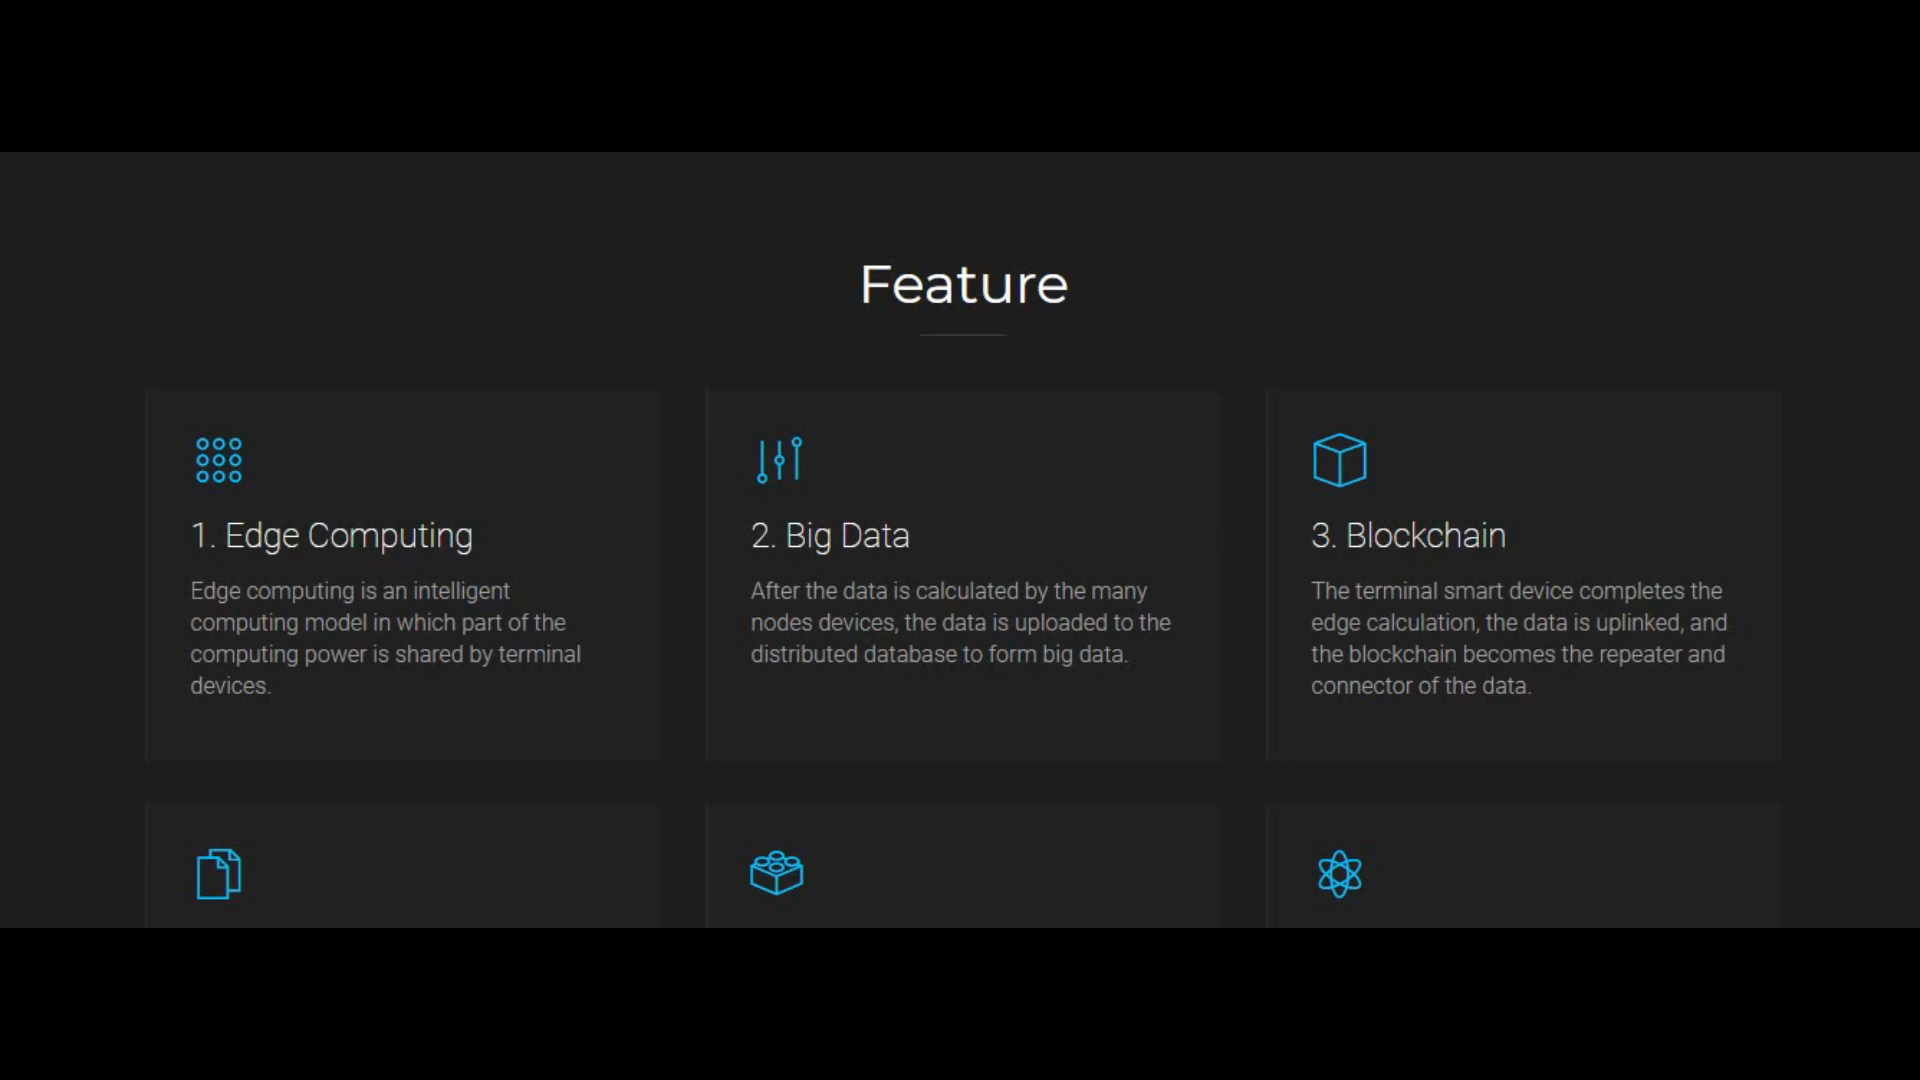 Feature
1. Edge Computing
Edge computing is an intelligent
computing model in which part of the
computing power is shared by terminal
devices.
2. Big Data
After the data is calculated by the many
nodes devices, the data is uploaded to the
distributed database to form big data.
3. Blockchain
The terminal smart device completes the
edge calculation, the data is uplinked, and
the blockchain becomes the repeater and
connector of the data.